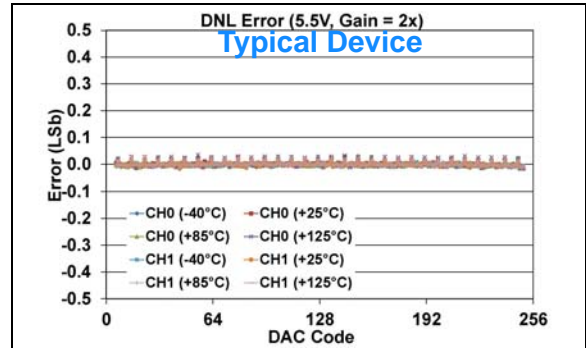 DNL Error (5.5V, Gain = 2x)
Typical Device
Error (LSb)
0.5
0.4
0.3
0.2
0.1
0.0
-0.1
-0.2
-0.3
-0.4
-0.5
CH0 (-40°C) CH0 (+25°C)
CH0 (+85°C) CH0 (+125°C)
CH1 (-40°C) CH1 (+25°C)
CH1 (+85°C) CH1 (+125°C)
0 64 128 192 256
DAC Code